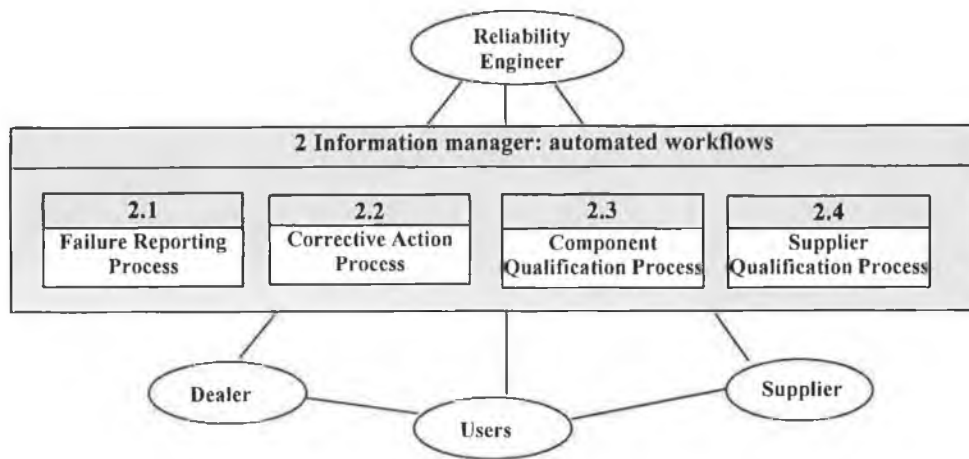 Reliability
Engineer
2 Information manager: automated workflows
2.1
Failure Reporting
Process
2.2
Corrective Action
Process
2.3
Component
Qualification Process
2.4
Supplier
Qualification Process
Dealer
Users
Supplier